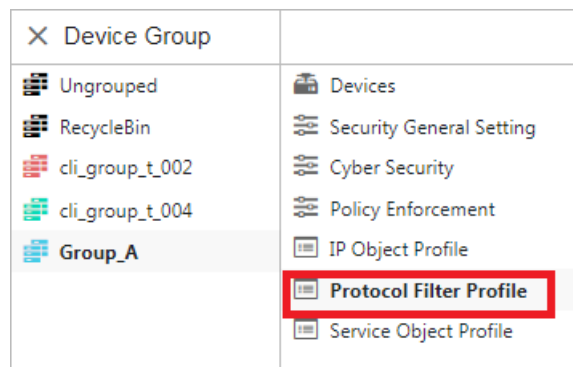 Device Group
Ungrouped
RecycleBin
cli_group_t_002
cli_group_t_004
Group_A
Devices
Security General Setting
Cyber Security
Policy Enforcement
IP Object Profile
Protocol Filter Profile
Service Object Profile